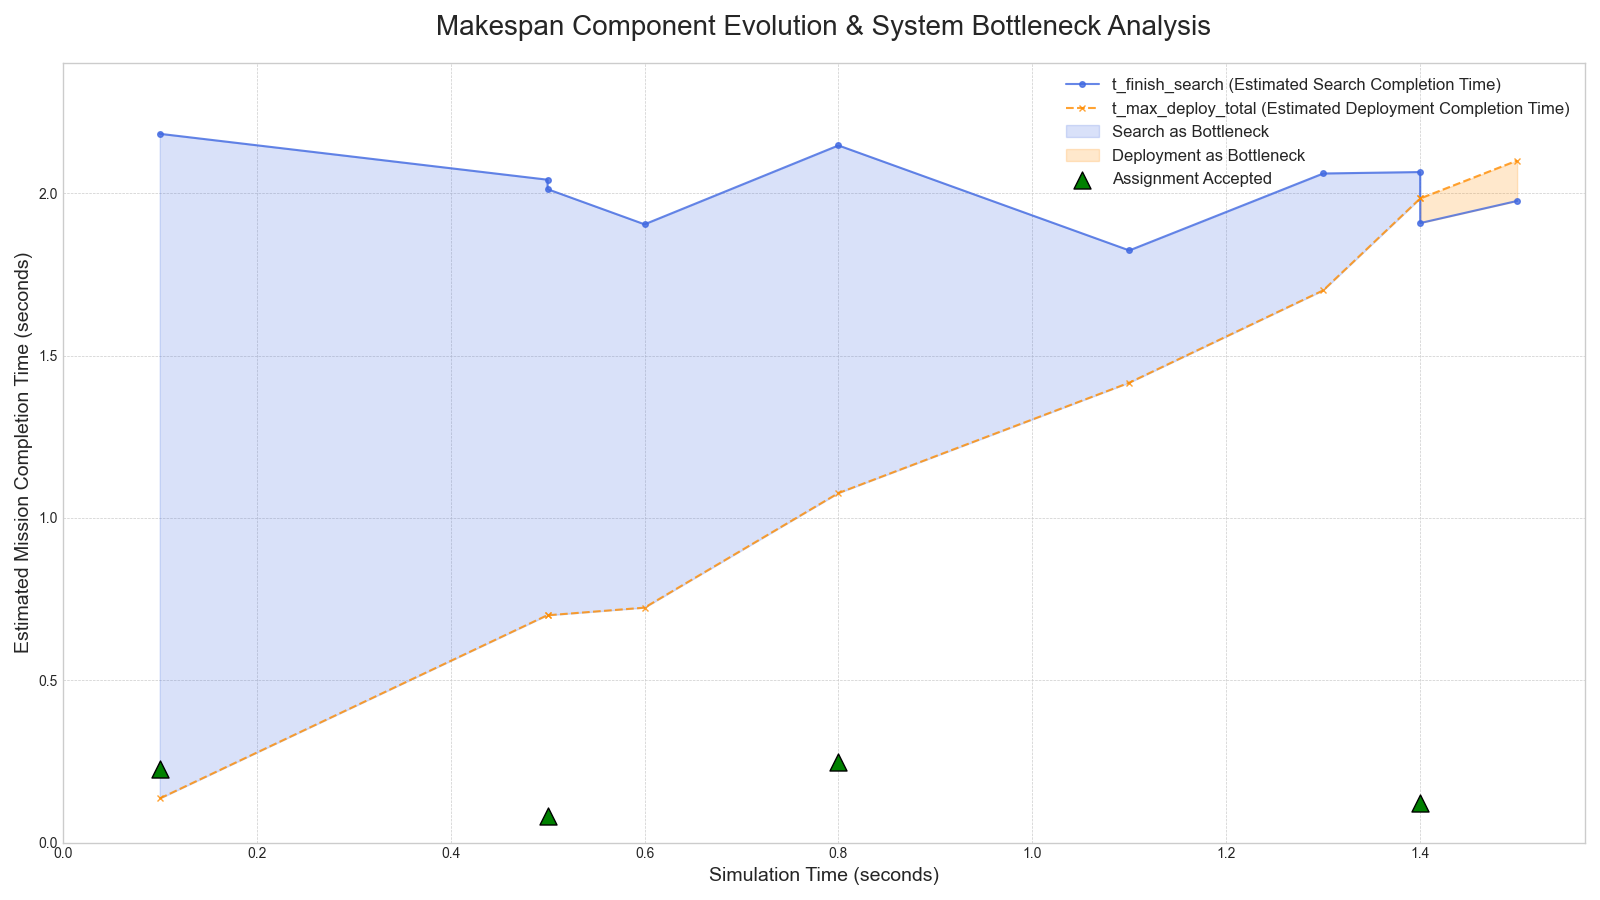 Makespan Component Evolution & System Bottleneck Analysis
t_finish_search (Estimated Search Completion Time)
t_max_deploy_total (Estimated Deployment Completion Time)
Search as Bottleneck
Deployment as Bottleneck
Assignment Accepted
Estimated Mission Completion Time (seconds)
2.0
1.5
1.0
0.5
0.0
0.0 0.2 0.4 0.6 0.8 1.0 1.2 1.4
Simulation Time (seconds)